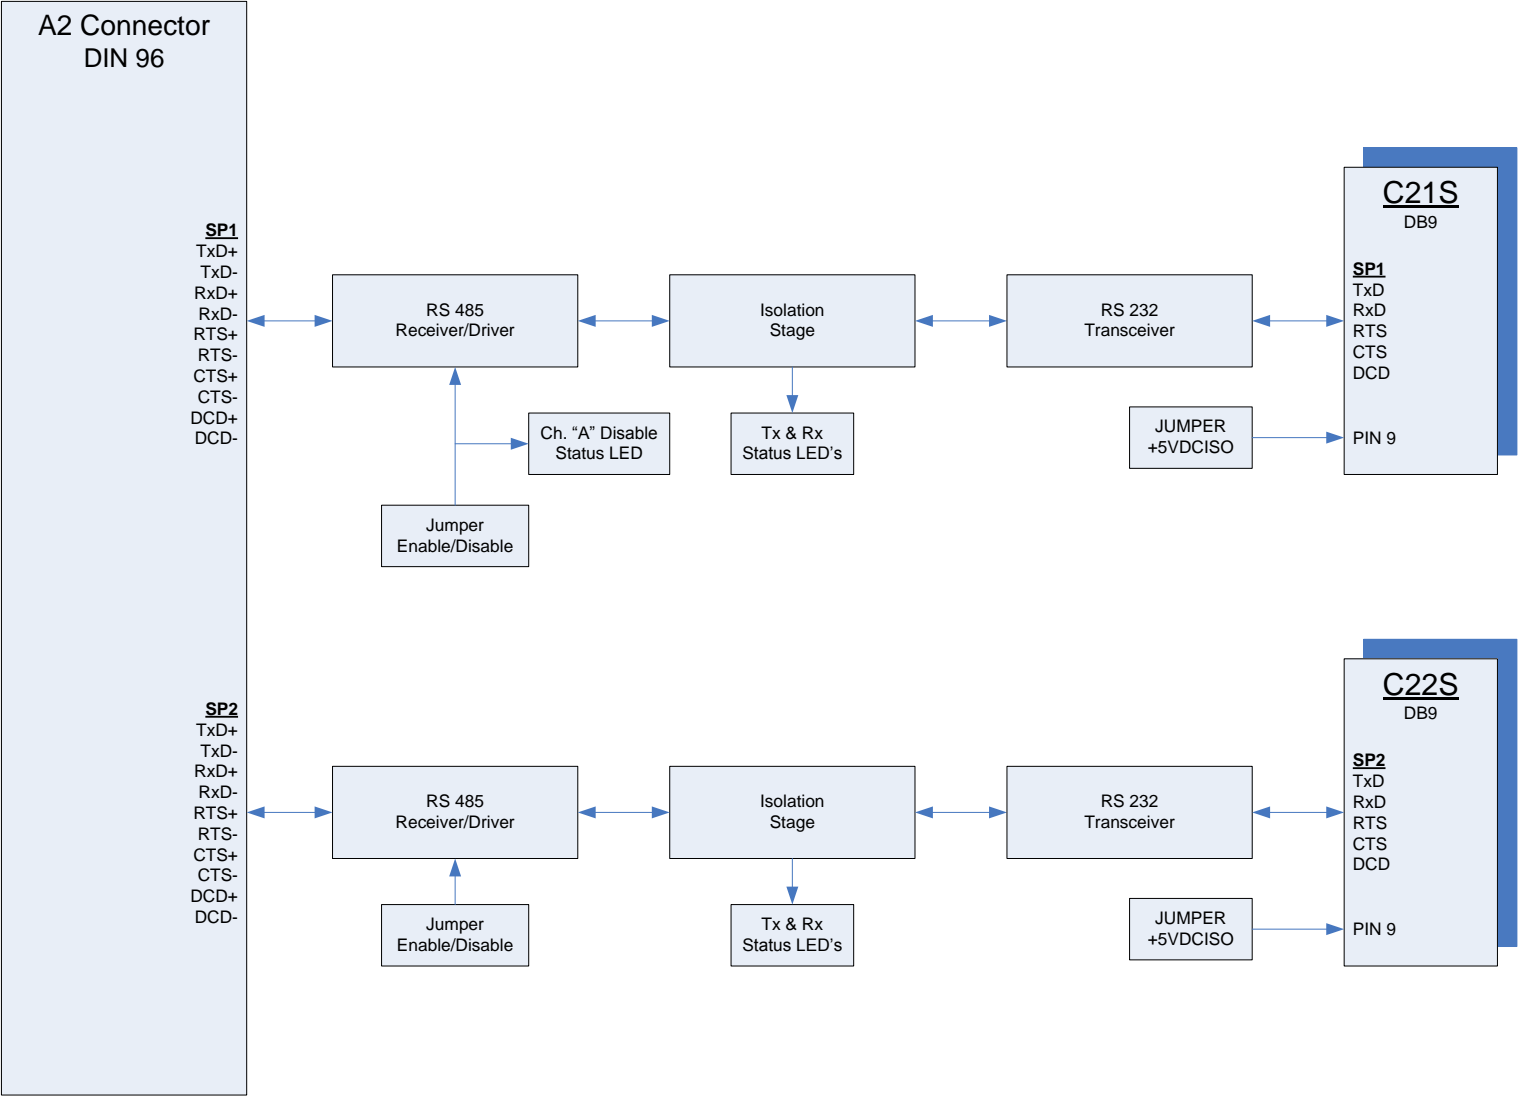 A2 Connector
DIN 96
SP1
TxD+
TxD-
RxD+
RxD-
RTS+
RTS-
CTS+
CTS-
DCD+
DCD-
RS 485
Receiver/Driver
Isolation
Stage
RS 232
Transceiver
C21S
DB9
SP1
TxD
RxD
RTS
CTS
DCD
PIN 9
Ch. “A” Disable
Status LED
Tx & Rx
Status LED’s
JUMPER
+5VDCISO
Jumper
Enable/Disable
SP2
TxD+
TxD-
RxD+
RxD-
RTS+
RTS-
CTS+
CTS-
DCD+
DCD-
RS 485
Receiver/Driver
Isolation
Stage
RS 232
Transceiver
C22S
DB9
SP2
TxD
RxD
RTS
CTS
DCD
PIN 9
Jumper
Enable/Disable
Tx & Rx
Status LED’s
JUMPER
+5VDCISO